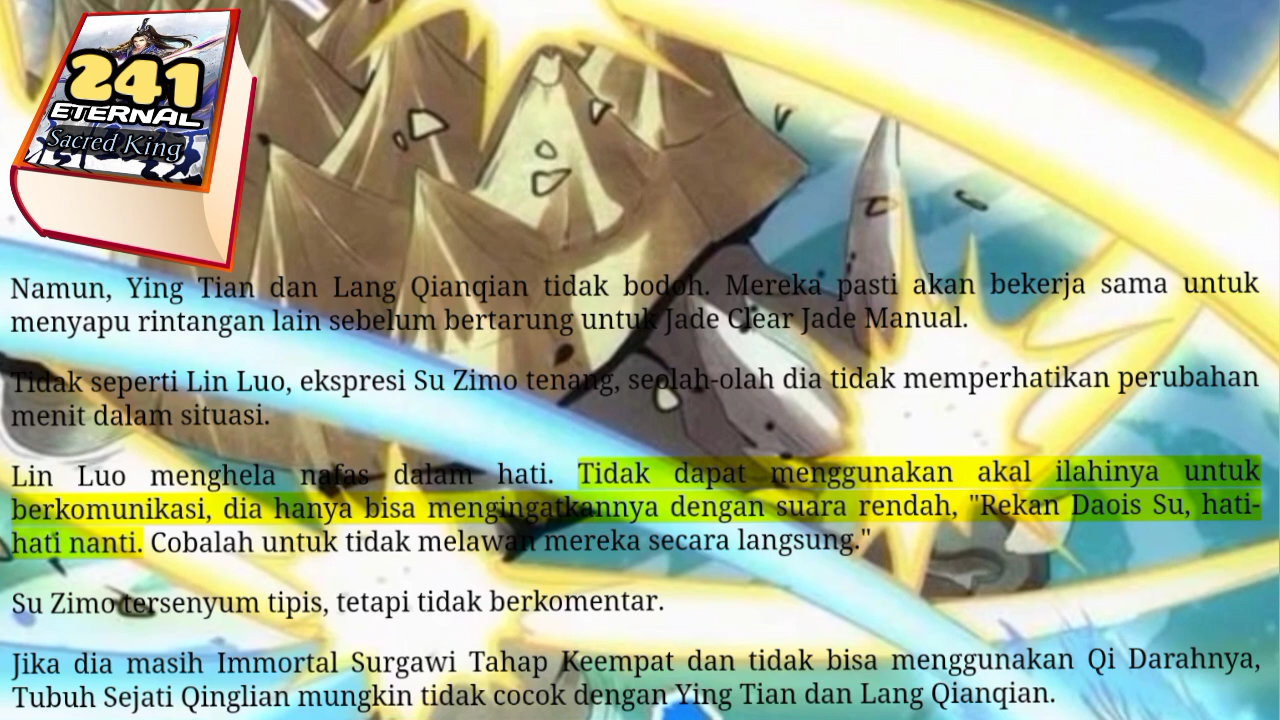 241
ETERNAL
Sacred King
Namun, Ying Tian dan Lang Qianqian tidak bodoh. Mereka pasti akan bekerja sama untuk
menyapu rintangan lain sebelum bertarung untuk Jade Clear Jade Manual.
Tidak seperti Lin Luo, ekspresi Su Zimo tenang, seolah-olah dia tidak memperhatikan perubahan
menit dalam situasi.
Lin Luo menghela nafas dalam hati. Tidak dapat menggunakan akal ilahinya untuk
berkomunikasi, dia hanya bisa mengingatkannya dengan suara rendah, "Rekan Daois Su, hati-
hati nanti. Cobalah untuk tidak melawan mereka secara langsung."
Su Zimo tersenyum tipis, tetapi tidak berkomentar.
Jika dia masih Immortal Surgawi Tahap Keempat dan tidak bisa menggunakan Qi Darahnya,
Tubuh Sejati Qinglian mungkin tidak cocok dengan Ying Tian dan Lang Qianqian.